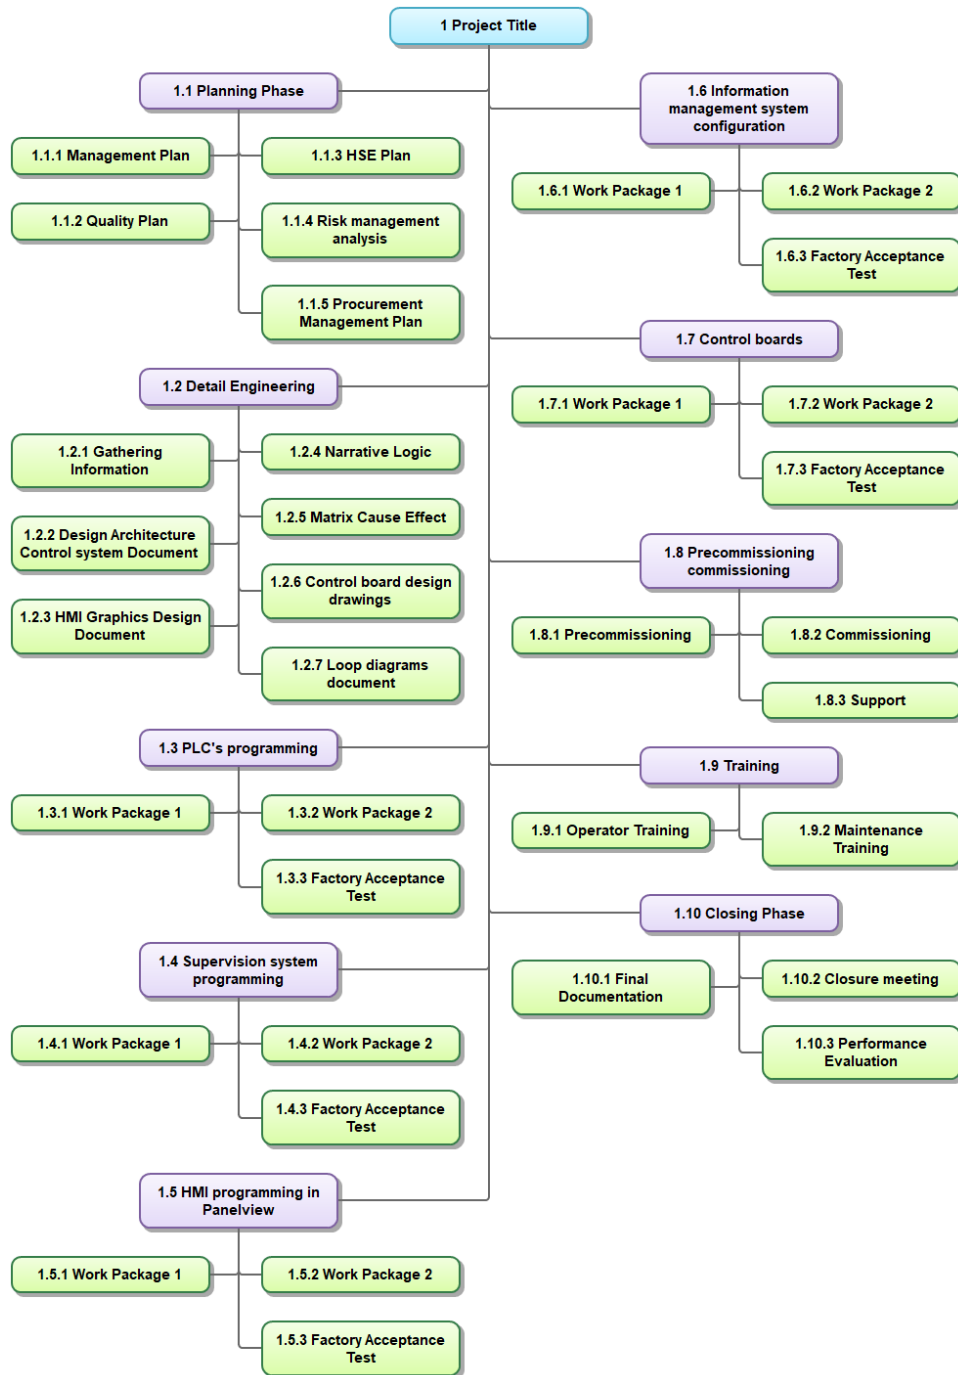 1 Project Title
1.1 Planning Phase
1.1.1 Management Plan
1.1.3 HSE Plan
1.1.2 Quality Plan
1.1.4 Risk management
analysis
1.1.5 Procurement
Management Plan
1.2 Detail Engineering
1.2.1 Gathering
Information
1.2.4 Narrative Logic
1.2.5 Matrix Cause Effect
1.2.2 Design Architecture
Control system Document
1.2.6 Control board design
drawings
1.2.3 HMI Graphics Design
Document
1.2.7 Loop diagrams
document
1.3 PLC's programming
1.3.1 Work Package 1
1.3.2 Work Package 2
1.3.3 Factory Acceptance
Test
1.4 Supervision system
programming
1.4.1 Work Package 1
1.4.2 Work Package 2
1.4.3 Factory Acceptance
Test
1.5 HMI programming in
Panelview
1.5.1 Work Package 1
1.5.2 Work Package 2
1.5.3 Factory Acceptance
Test
1.6 Information
management system
configuration
1.6.1 Work Package 1
1.6.2 Work Package 2
1.6.3 Factory Acceptance
Test
1.7 Control boards
1.7.1 Work Package 1
1.7.2 Work Package 2
1.7.3 Factory Acceptance
Test
1.8 Precommissioning
commissioning
1.8.1 Precommissioning
1.8.2 Commissioning
1.8.3 Support
1.9 Training
1.9.1 Operator Training
1.9.2 Maintenance
Training
1.10 Closing Phase
1.10.1 Final
Documentation
1.10.2 Closure meeting
1.10.3 Performance
Evaluation